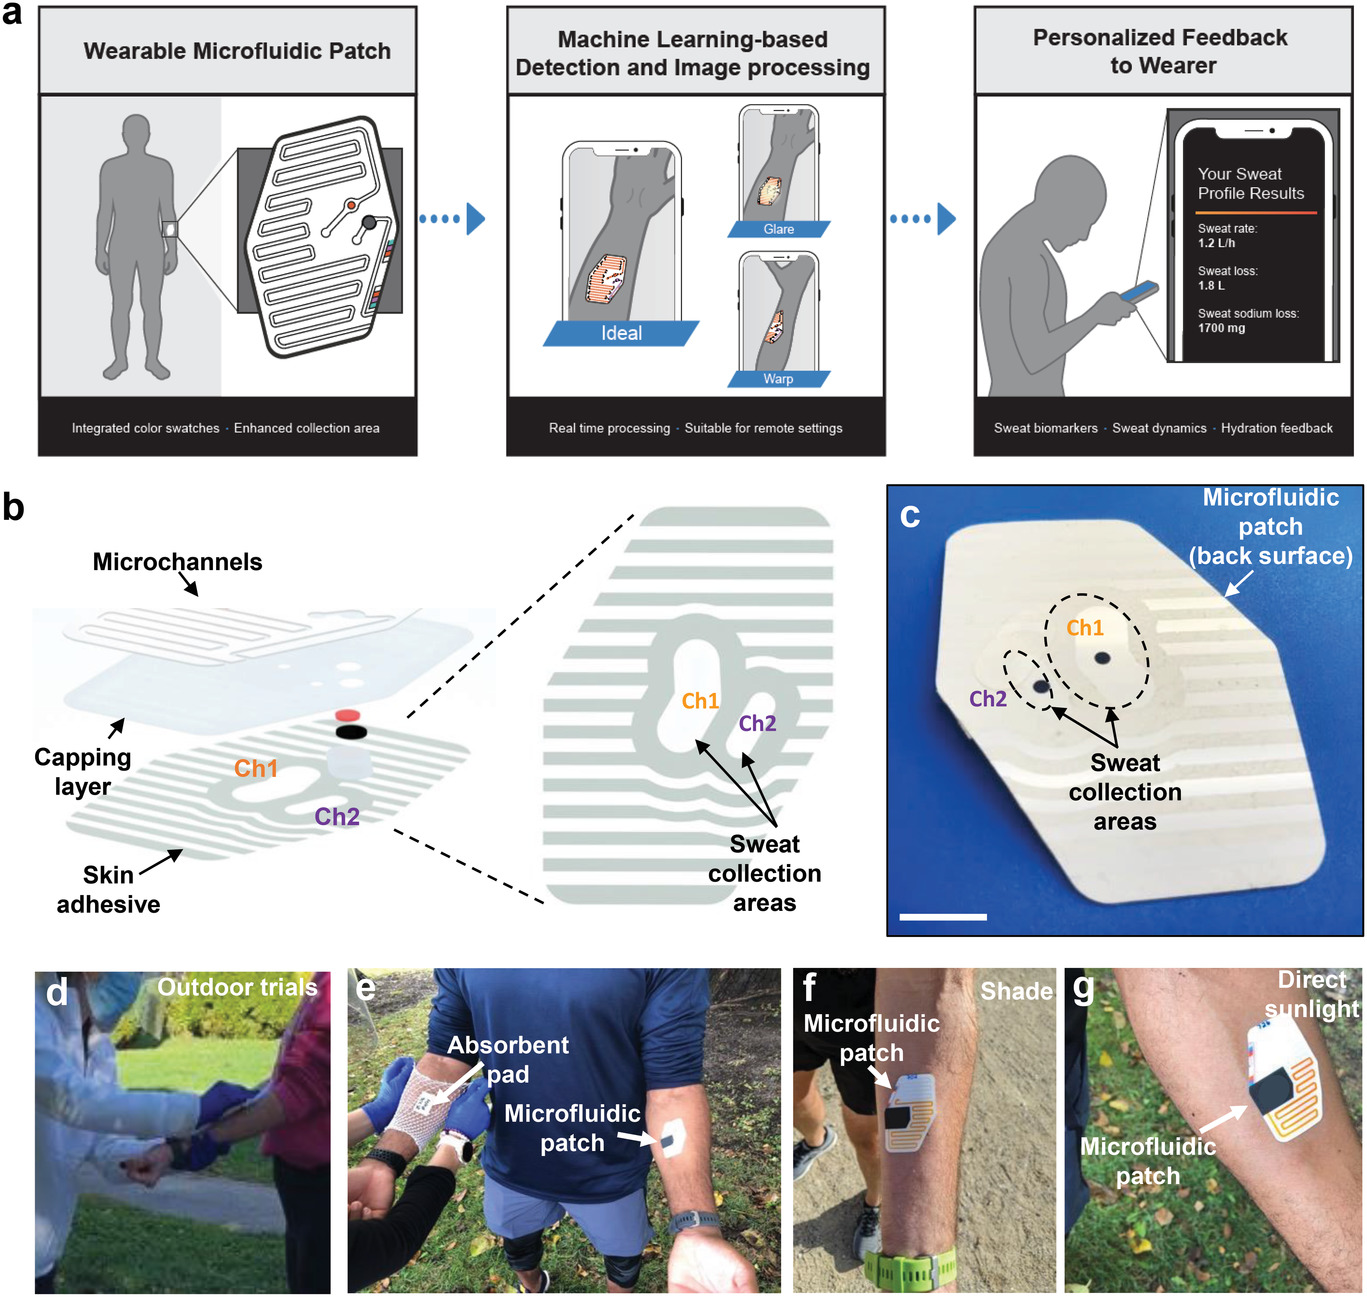 a
Wearable Microfluidic Patch
Integrated color swatches · Enhanced collection area
Machine Learning-based
Detection and Image processing
Ideal
Glare
Warp
Real time processing · Suitable for remote settings
Personalized Feedback
to Wearer
Your Sweat
Profile Results
Sweat rate:
1.2 L/h
Sweat loss:
1.8 L
Sweat sodium loss:
1700 mg
Sweat biomarkers · Sweat dynamics · Hydration feedback
b
Microchannels
Capping
layer
Ch1
Ch2
Skin
adhesive
Ch1
Ch2
Sweat
collection
areas
c
Microfluidic
patch
(back surface)
Ch1
Ch2
Sweat
collection
areas
d
Outdoor trials
e
Absorbent
pad
Microfluidic
patch
f
Shade
Microfluidic
patch
g
Direct
sunlight
Microfluidic
patch